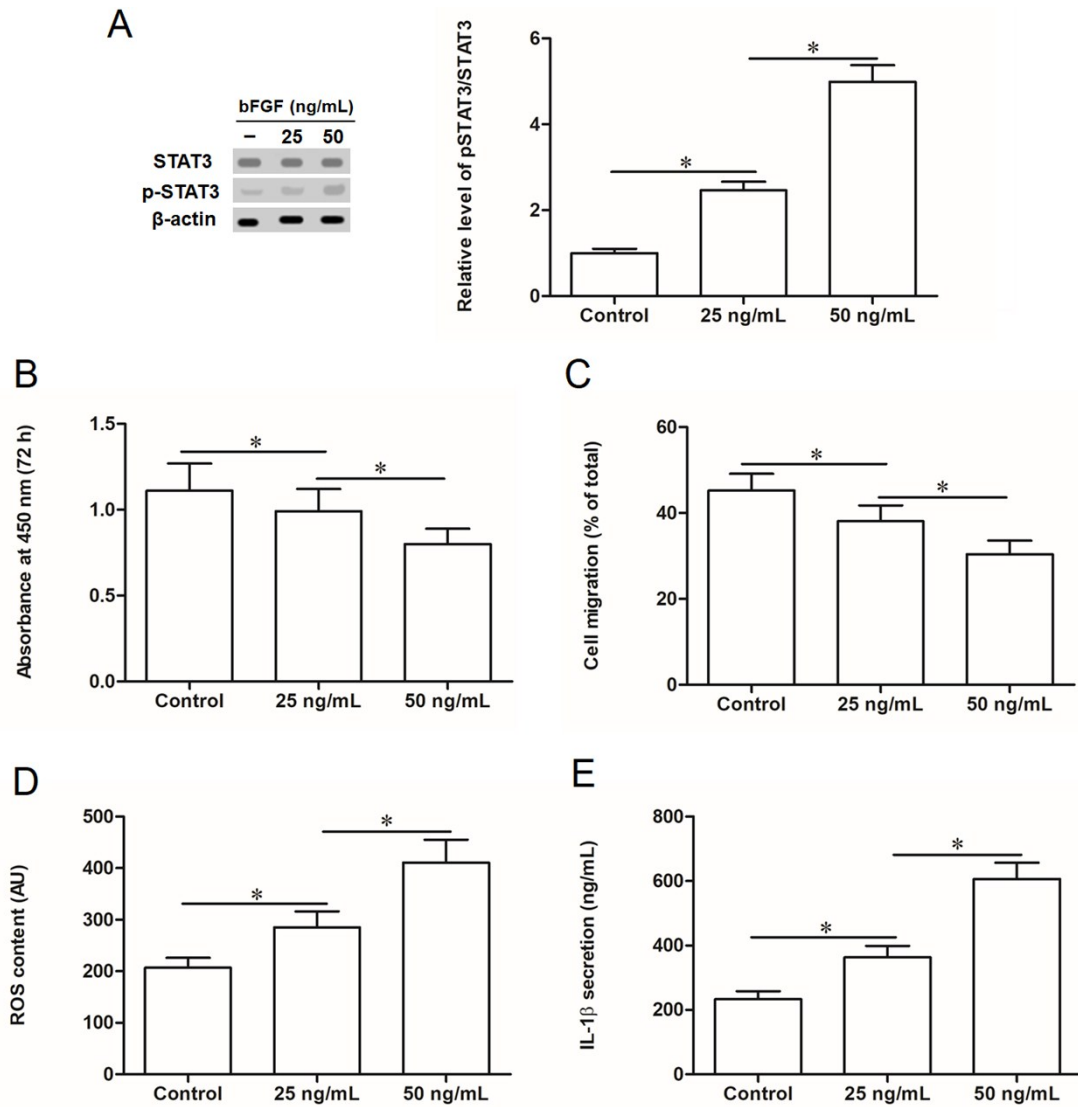 A
bFGF (ng/mL)
– 25 50
STAT3
p-STAT3
β-actin
Relative level of pSTAT3/STAT3
6
4
2
0
*
*
Control 25 ng/mL 50 ng/mL
B
Absorbance at 450 nm (72 h)
1.5
1.0
0.5
0.0
*
*
Control 25 ng/mL 50 ng/mL
C
Cell migration (% of total)
60
40
20
0
*
*
Control 25 ng/mL 50 ng/mL
D
ROS content (AU)
500
400
300
200
100
0
*
*
Control 25 ng/mL 50 ng/mL
E
IL-1β secretion (ng/mL)
800
600
400
200
0
*
*
Control 25 ng/mL 50 ng/mL